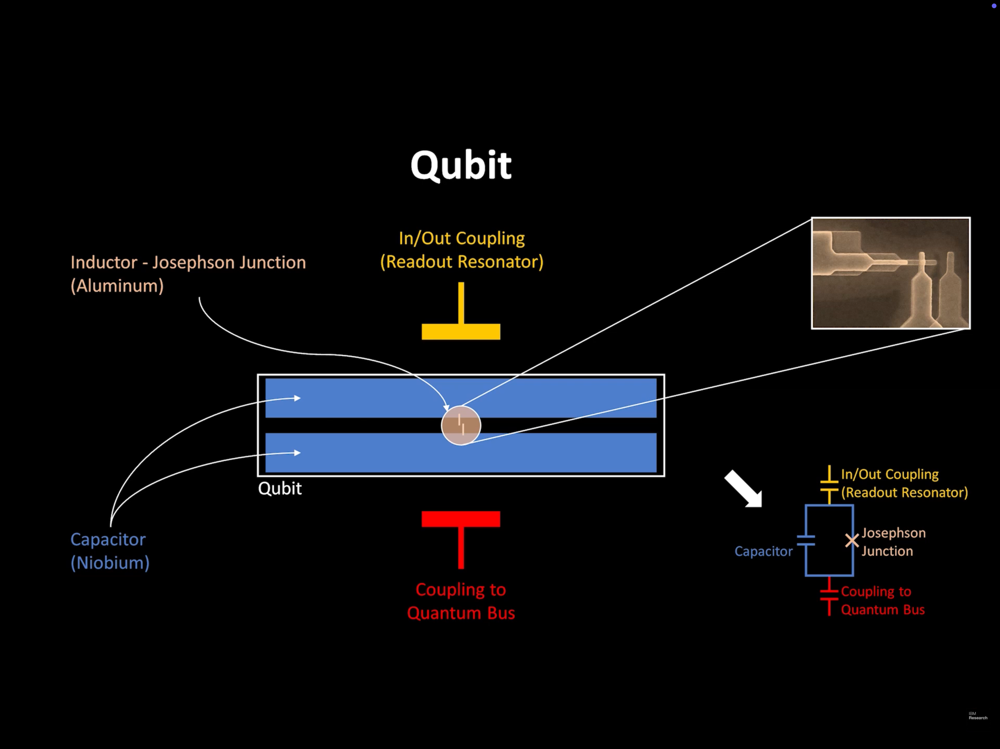 Qubit
In/Out Coupling
(Readout Resonator)
Inductor - Josephson Junction
(Aluminum)
Qubit
Capacitor
(Niobium)
Coupling to
Quantum Bus
In/Out Coupling
(Readout Resonator)
Josephson
Junction
Capacitor
Coupling to
Quantum Bus
IBM
Research